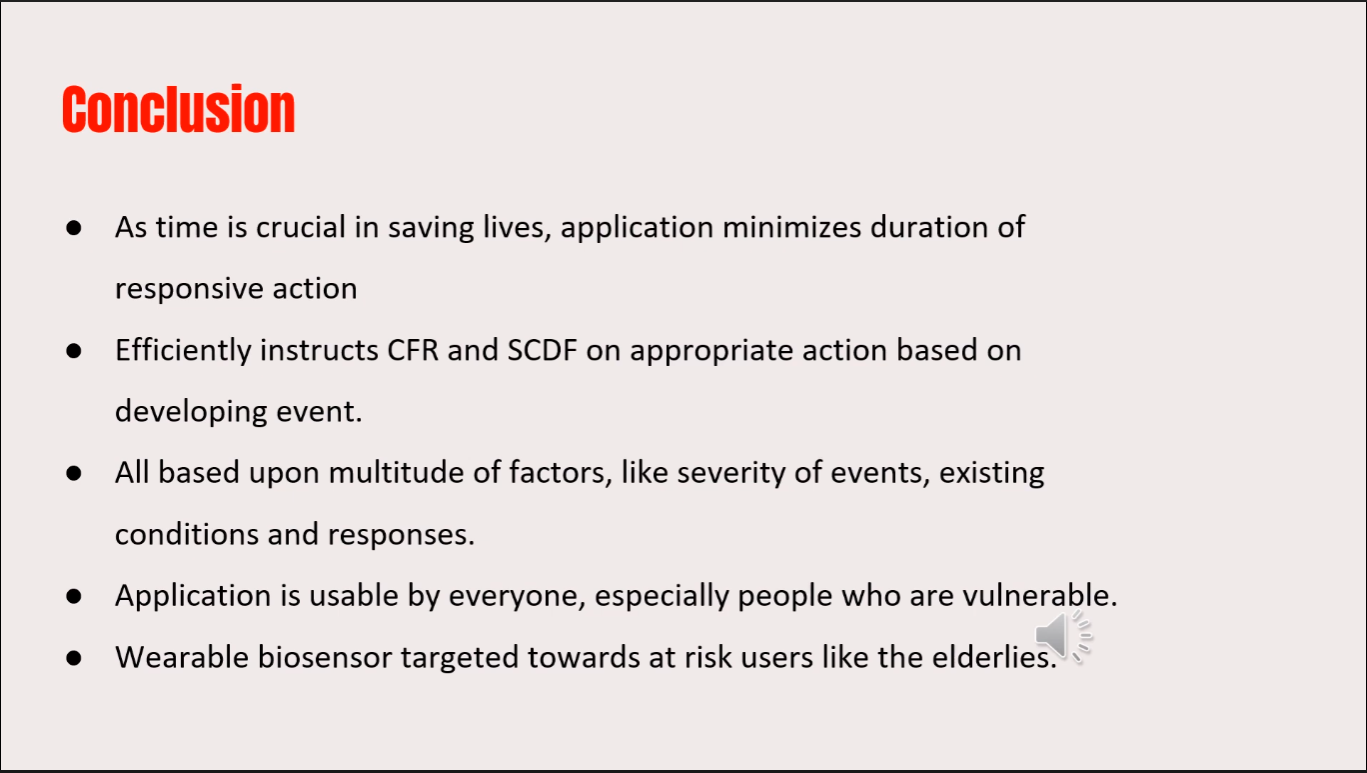 Conclusion
● As time is crucial in saving lives, application minimizes duration of
responsive action
● Efficiently instructs CFR and SCDF on appropriate action based on
developing event.
● All based upon multitude of factors, like severity of events, existing
conditions and responses.
● Application is usable by everyone, especially people who are vulnerable.
● Wearable biosensor targeted towards at risk users like the elderlies.